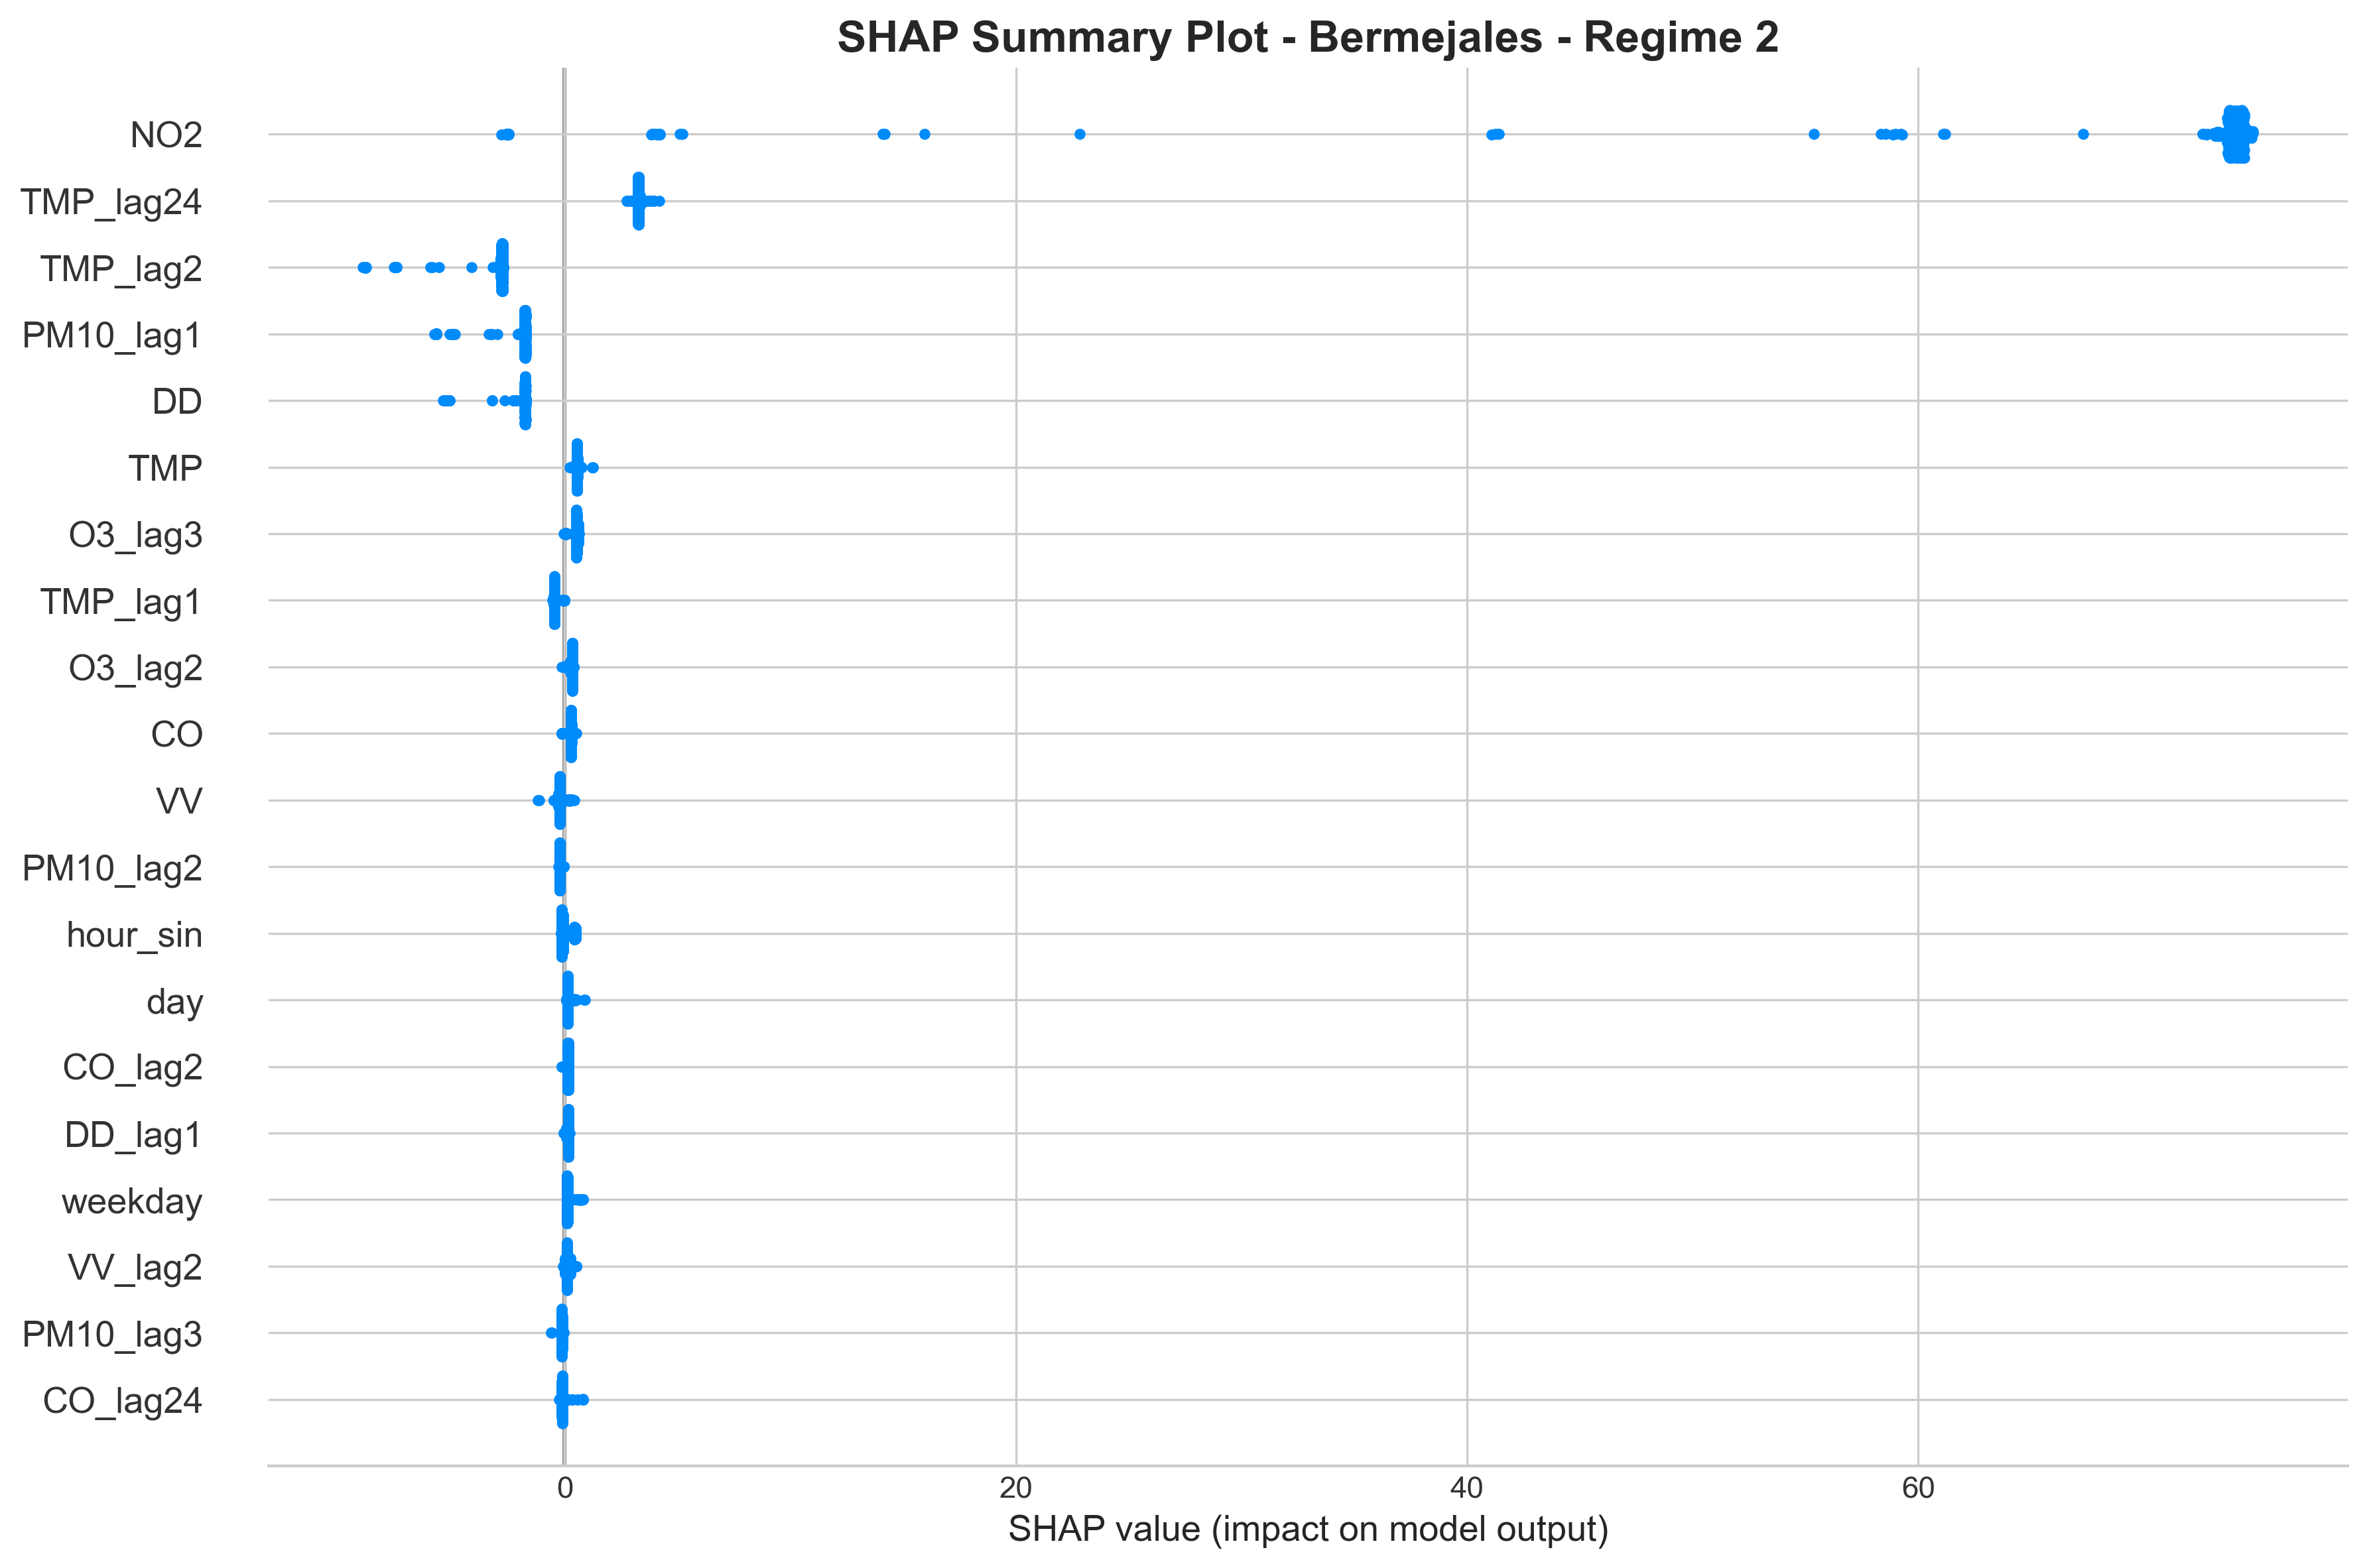 SHAP Summary Plot - Bermejales - Regime 2
NO2
TMP_lag24
TMP_lag2
PM10_lag1
DD
TMP
O3_lag3
TMP_lag1
O3_lag2
CO
VV
PM10_lag2
hour_sin
day
CO_lag2
DD_lag1
weekday
VV_lag2
PM10_lag3
CO_lag24
0 20 40 60
SHAP value (impact on model output)